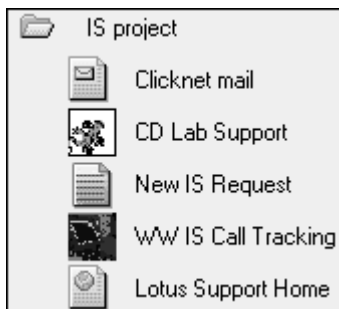 IS project
Clicknet mail
CD Lab Support
New IS Request
WW IS Call Tracking
Lotus Support Home